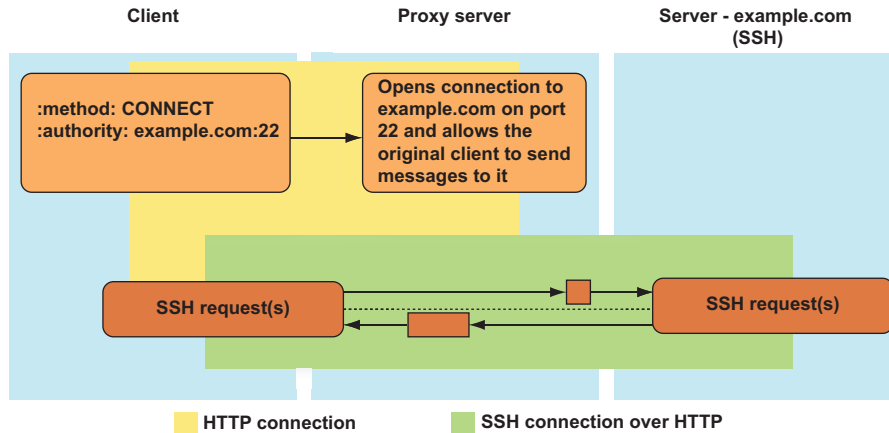 Client
Proxy server
Server - example.com
(SSH)
:method: CONNECT
:authority: example.com:22
Opens connection to
example.com on port
22 and allows the
original client to send
messages to it
SSH request(s)
SSH request(s)
HTTP connection
SSH connection over HTTP